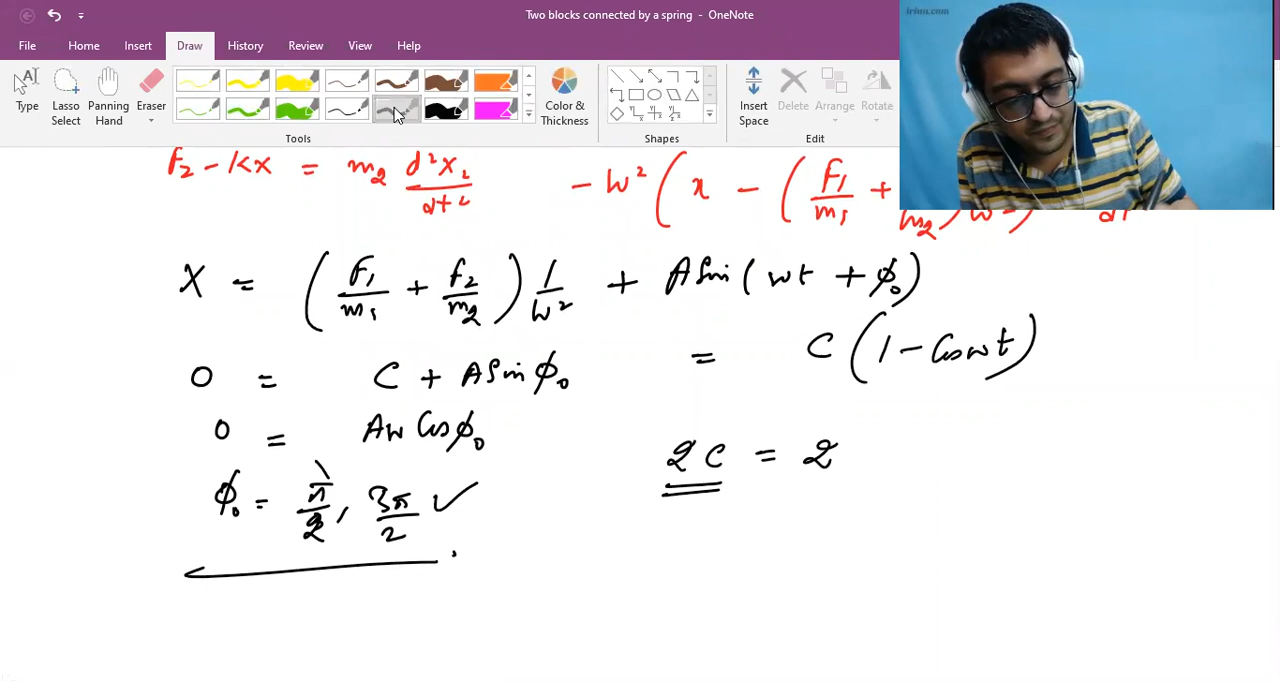 Two blocks connected by a spring - OneNote
iriun.com
File Home Insert Draw History Review View Help
Type Lasso Select Panning Hand Eraser Color & Thickness Insert Space Delete Arrange Rotate
Tools Shapes Edit
F₂ - kx = m₂ d²x₂/dt²
-w² ( x - ( F₁/m₁ + /m₂
x = ( F₁/m₁ + F₂/m₂ ) 1/w² + A Sin( wt + ϕ₀ )
= C ( 1 - Cos wt )
0 = C + A Sin ϕ₀
0 = Aw Cos ϕ₀
2C = 2
ϕ₀ = π/2 , 3π/2 ✓